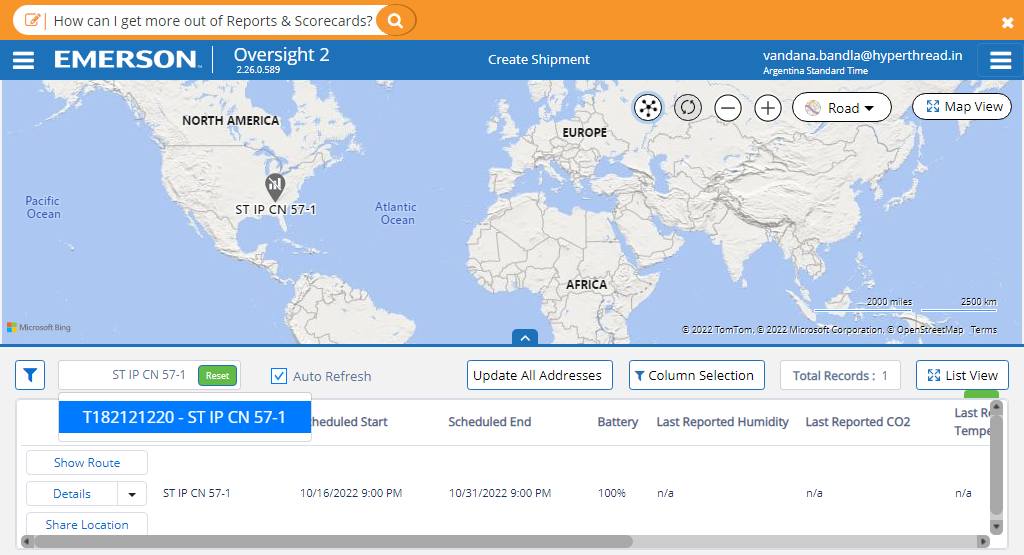 How can I get more out of Reports & Scorecards?
EMERSON
Oversight 2
2.26.0.589
Create Shipment
vandana.bandla@hyperthread.in
Argentina Standard Time
Road
Map View
NORTH AMERICA
EUROPE
Pacific
Ocean
ST IP CN 57-1
Atlantic
Ocean
AFRICA
2000 miles
2500 km
Microsoft Bing
© 2022 TomTom, © 2022 Microsoft Corporation, © OpenStreetMap Terms
ST IP CN 57-1
Reset
Auto Refresh
Update All Addresses
Column Selection
Total Records : 1
List View
T182121220 - ST IP CN 57-1
heduled Start
Scheduled End
Battery
Last Reported Humidity
Last Reported CO2
Last Re
Tempe
Show Route
Details
ST IP CN 57-1
10/16/2022 9:00 PM
10/31/2022 9:00 PM
100%
n/a
n/a
n/a
Share Location